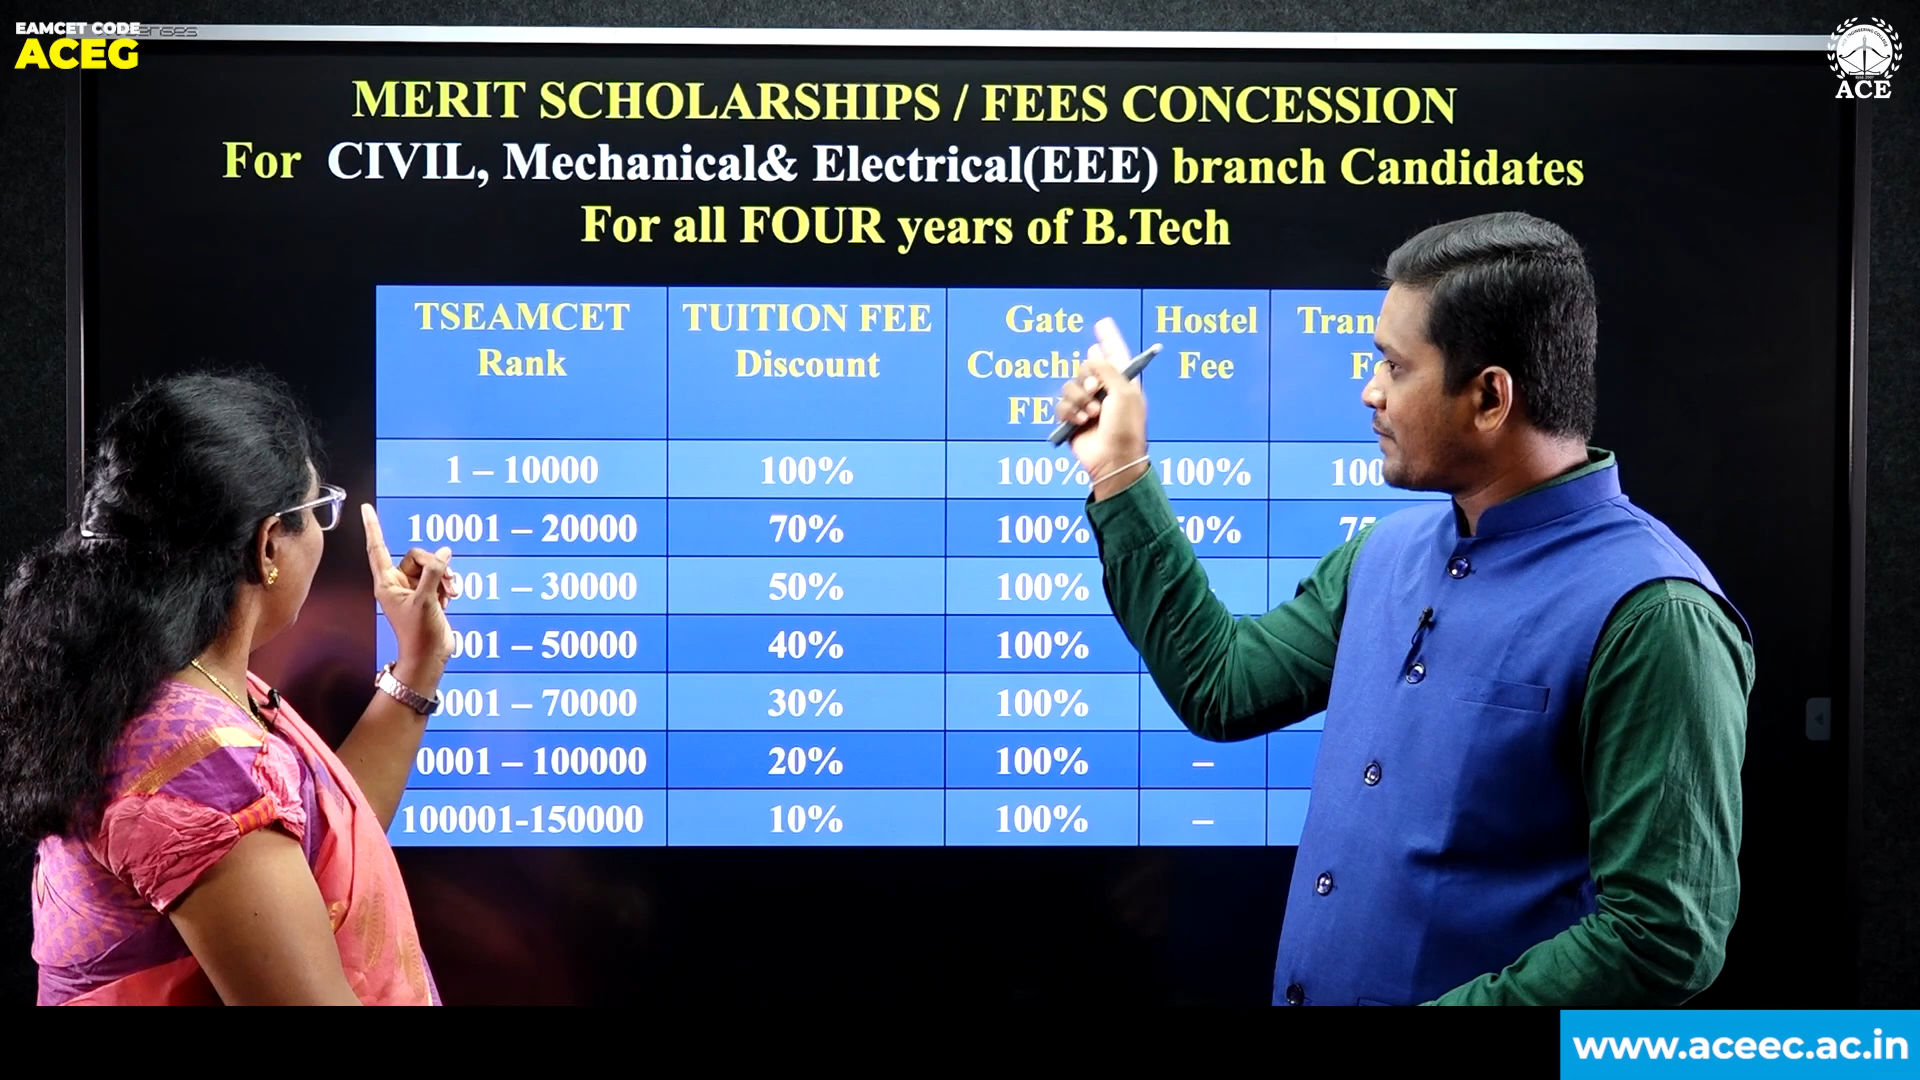 EAMCET CODE
ACEG
ACE
MERIT SCHOLARSHIPS / FEES CONCESSION
For CIVIL, Mechanical& Electrical(EEE) branch Candidates
For all FOUR years of B.Tech
TSEAMCET Rank
TUITION FEE Discount
Gate
Hostel Fee
1 – 10000 100% 100% 100%
10001 – 20000 70% 100%
– 30000 50% 100%
– 50000 40% 100%
– 70000 30% 100%
– 100000 20% 100% –
100001-150000 10% 100% –
www.aceec.ac.in